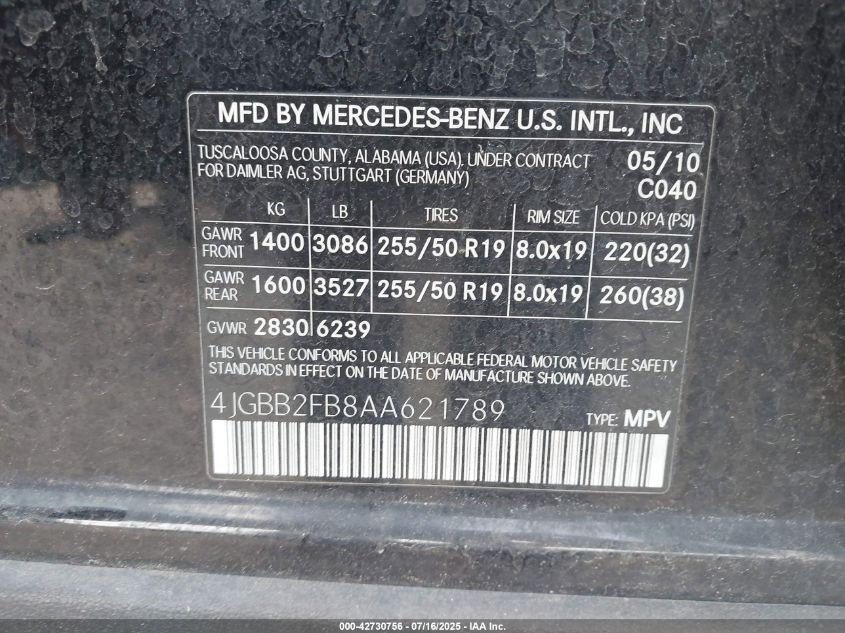 MFD BY MERCEDES-BENZ U.S. INTL., INC
TUSCALOOSA COUNTY, ALABAMA (USA). UNDER CONTRACT
FOR DAIMLER AG, STUTTGART (GERMANY)
05/10
C040
KG LB TIRES RIM SIZE COLD KPA (PSI)
GAWR FRONT 1400 3086 255/50 R19 8.0x19 220(32)
GAWR REAR 1600 3527 255/50 R19 8.0x19 260(38)
GVWR 2830 6239
THIS VEHICLE CONFORMS TO ALL APPLICABLE FEDERAL MOTOR VEHICLE SAFETY
STANDARDS IN EFFECT ON THE DATE OF MANUFACTURE SHOWN ABOVE.
4JGBB2FB8AA621789
TYPE: MPV
000-42730756 - 07/16/2025 - IAA Inc.